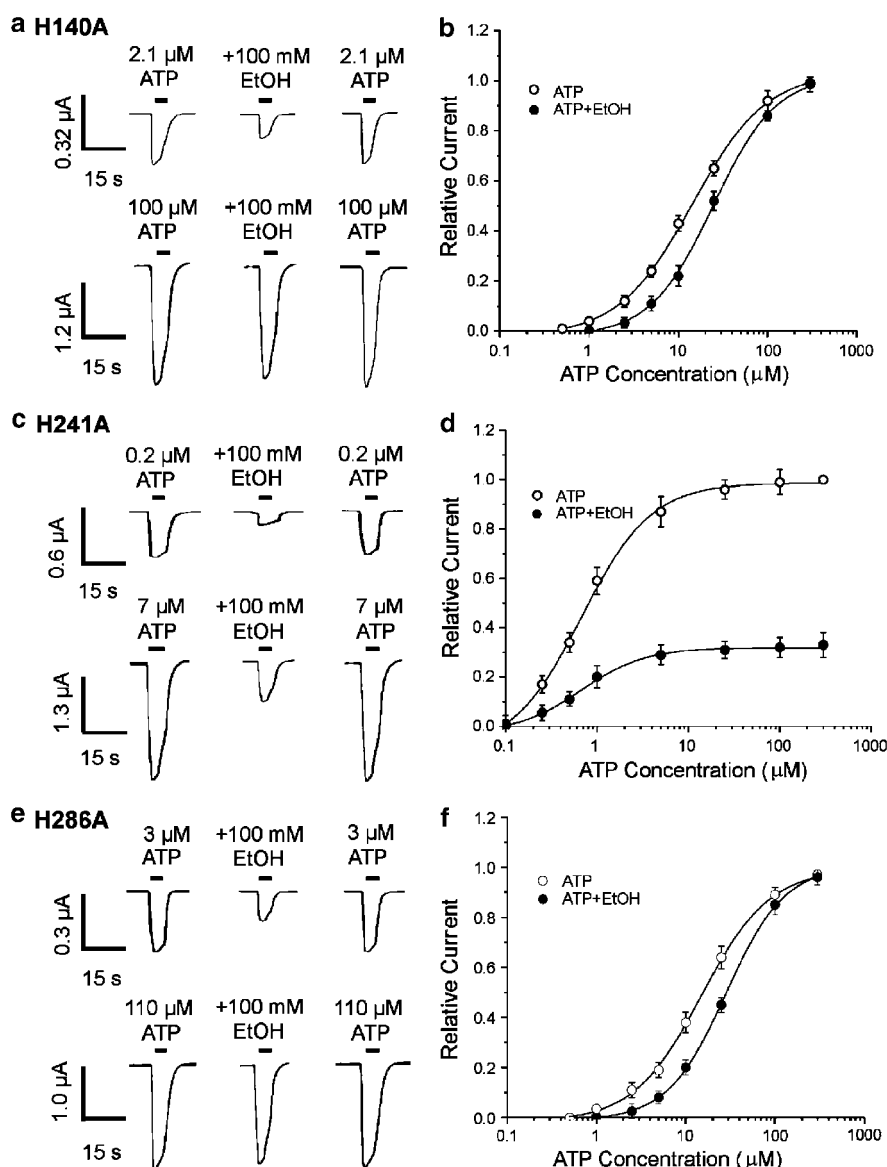 a H140A
2.1 µM +100 mM 2.1 µM
ATP EtOH ATP
0.32 µA
15 s
100 µM +100 mM 100 µM
ATP EtOH ATP
1.2 µA
15 s
b
1.2
1.0
0.8
0.6
0.4
0.2
0.0
Relative Current
ATP
ATP+EtOH
0.1 1 10 100 1000
ATP Concentration (µM)
c H241A
0.2 µM +100 mM 0.2 µM
ATP EtOH ATP
0.6 µA
15 s
7 µM +100 mM 7 µM
ATP EtOH ATP
1.3 µA
15 s
d
1.2
1.0
0.8
0.6
0.4
0.2
0.0
Relative Current
ATP
ATP+EtOH
0.1 1 10 100 1000
ATP Concentration (µM)
e H286A
3 µM +100 mM 3 µM
ATP EtOH ATP
0.3 µA
15 s
110 µM +100 mM 110 µM
ATP EtOH ATP
1.0 µA
15 s
f
1.2
1.0
0.8
0.6
0.4
0.2
0.0
Relative Current
ATP
ATP+EtOH
0.1 1 10 100 1000
ATP Concentration (µM)